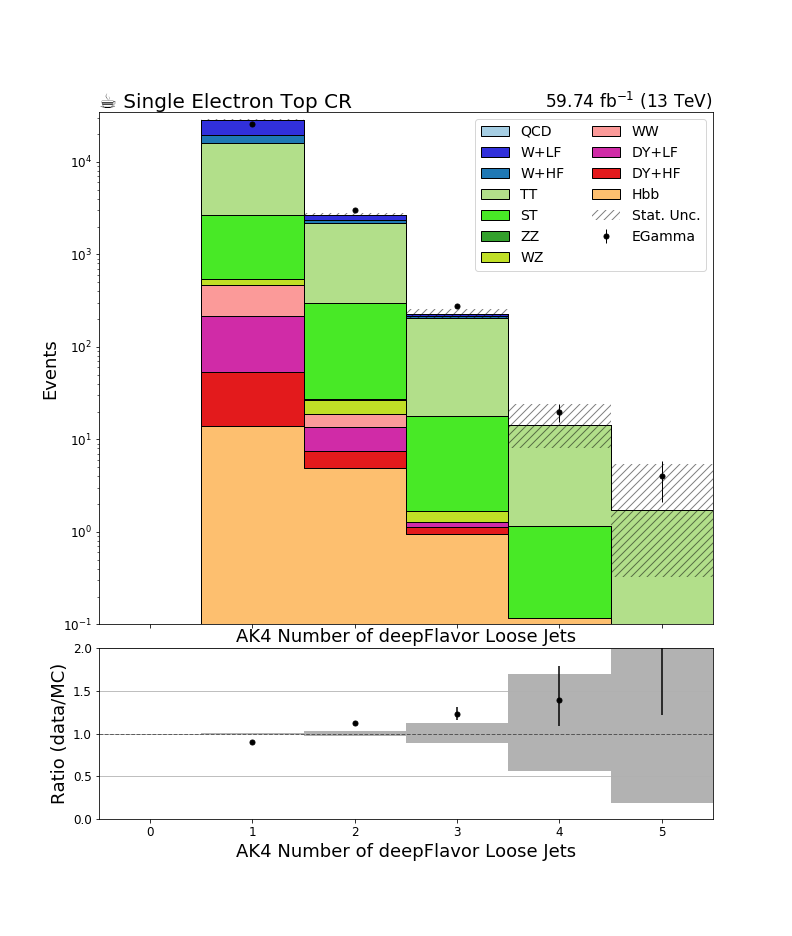 ☕ Single Electron Top CR
59.74 fb⁻¹ (13 TeV)
QCD
W+LF
W+HF
TT
ST
ZZ
WZ
WW
DY+LF
DY+HF
Hbb
Stat. Unc.
EGamma
Events
10⁴
10³
10²
10¹
10⁰
10⁻¹
AK4 Number of deepFlavor Loose Jets
Ratio (data/MC)
2.0
1.5
1.0
0.5
0.0
0 1 2 3 4 5
AK4 Number of deepFlavor Loose Jets